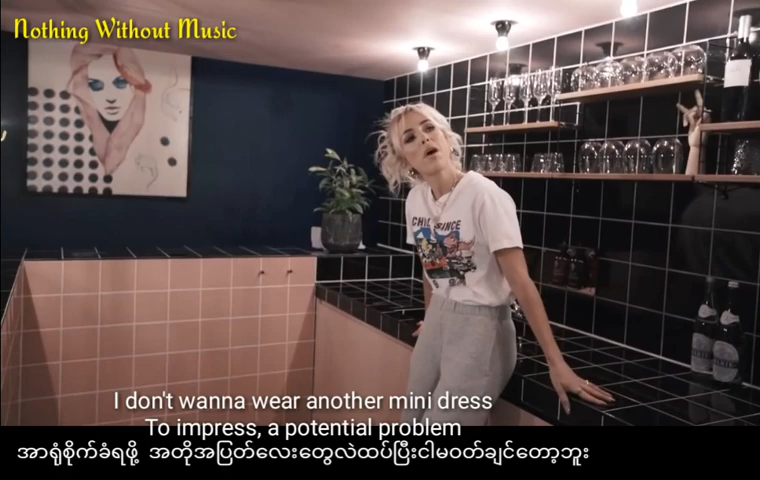 Nothing Without Music
CHILL SINCE
I don't wanna wear another mini dress
To impress, a potential problem
အာရုံစိုက်ခံရဖို့ အတိုအပြတ်လေးတွေလဲထပ်ပြီးငါမဝတ်ချင်တော့ဘူး